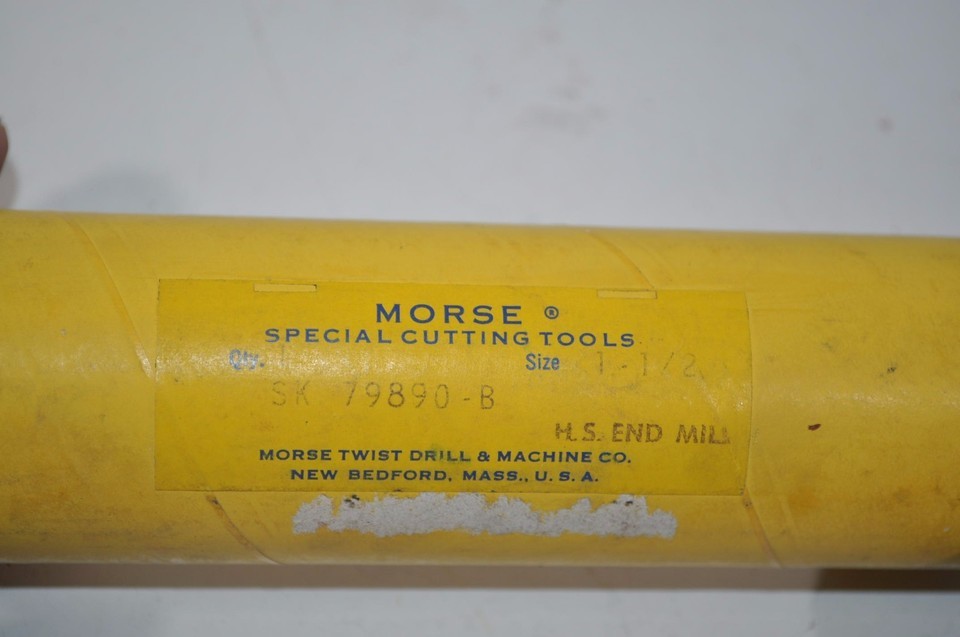 MORSE ®
SPECIAL CUTTING TOOLS
Qty. 1 Size 1-1/2
SK 79890-B
H.S. END MILL
MORSE TWIST DRILL & MACHINE CO.
NEW BEDFORD, MASS., U.S.A.